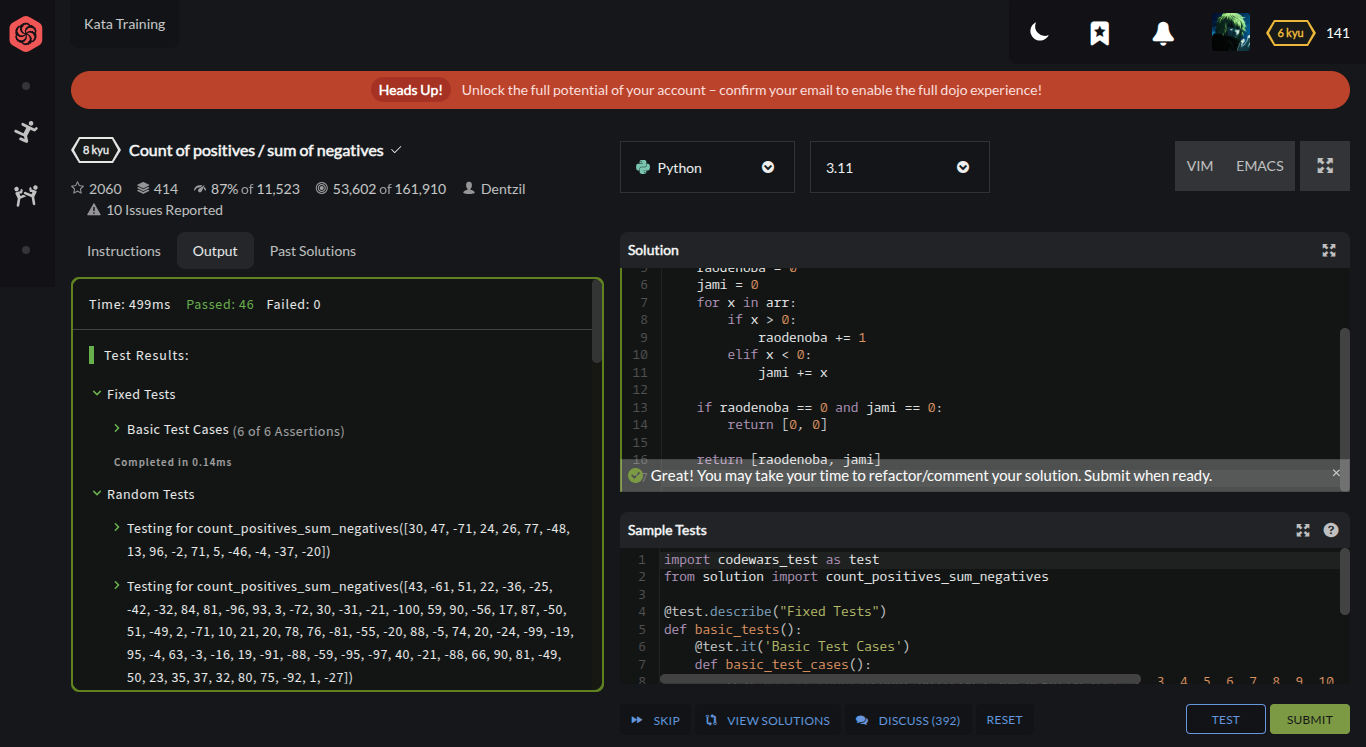 Kata Training
6 kyu 141
Heads Up! Unlock the full potential of your account – confirm your email to enable the full dojo experience!
8 kyu Count of positives / sum of negatives
2060 414 87% of 11,523 53,602 of 161,910 Dentzil
10 Issues Reported
Instructions Output Past Solutions
Time: 499ms Passed: 46 Failed: 0
Test Results:
Fixed Tests
Basic Test Cases (6 of 6 Assertions)
Completed in 0.14ms
Random Tests
Testing for count_positives_sum_negatives([30, 47, -71, 24, 26, 77, -48,
13, 96, -2, 71, 5, -46, -4, -37, -20])
Testing for count_positives_sum_negatives([43, -61, 51, 22, -36, -25,
-42, -32, 84, 81, -96, 93, 3, -72, 30, -31, -21, -100, 59, 90, -56, 17, 87, -50,
51, -49, 2, -71, 10, 21, 20, 78, 76, -81, -55, -20, 88, -5, 74, 20, -24, -99, -19,
95, -4, 63, -3, -16, 19, -91, -88, -59, -95, -97, 40, -21, -88, 66, 90, 81, -49,
50, 23, 35, 37, 32, 80, 75, -92, 1, -27])
Python 3.11 VIM EMACS
Solution
5 raodenoba = 0
6 jami = 0
7 for x in arr:
8 if x > 0:
9 raodenoba += 1
10 elif x < 0:
11 jami += x
12
13 if raodenoba == 0 and jami == 0:
14 return [0, 0]
15
16 return [raodenoba, jami]
Great! You may take your time to refactor/comment your solution. Submit when ready.
Sample Tests
1 import codewars_test as test
2 from solution import count_positives_sum_negatives
3
4 @test.describe("Fixed Tests")
5 def basic_tests():
6 @test.it('Basic Test Cases')
7 def basic_test_cases():
8 3 4 5 6 7 8 9 10
SKIP VIEW SOLUTIONS DISCUSS (392) RESET TEST SUBMIT